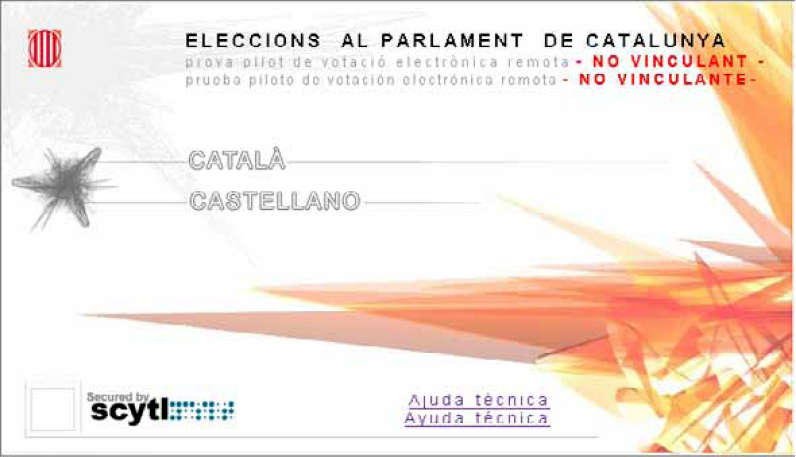 ELECCIONS AL PARLAMENT DE CATALUNYA
prova pilot de votació electrònica remota - NO VINCULANT -
prueba piloto de votación electrónica remota - NO VINCULANTE-
CATALÀ
CASTELLANO
Secured by
scytl
Ajuda tècnica
Ayuda técnica